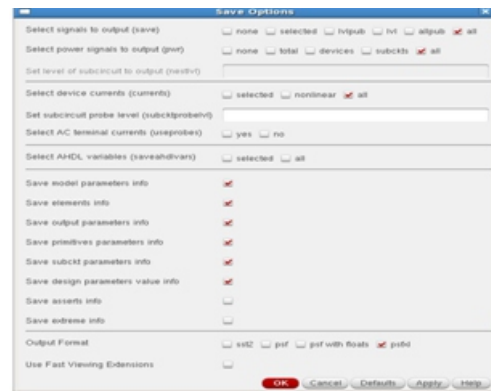 Save Options
Select signals to output (save) none selected lvlpub lvl allpub all
Select power signals to output (pwr) none total devices subckts all
Set level of subcircuit to output (nestlvl)
Select device currents (currents) selected nonlinear all
Set subcircuit probe level (subcktprobelvl)
Select AC terminal currents (useprobes) yes no
Select AHDL variables (saveahdlvars) selected all
Save model parameters info
Save elements info
Save output parameters info
Save primitives parameters info
Save subckt parameters info
Save design parameters value info
Save asserts info
Save extreme info
Output Format sst2 psf psf with floats psfxl
Use Fast Viewing Extensions
OK Cancel Defaults Apply Help